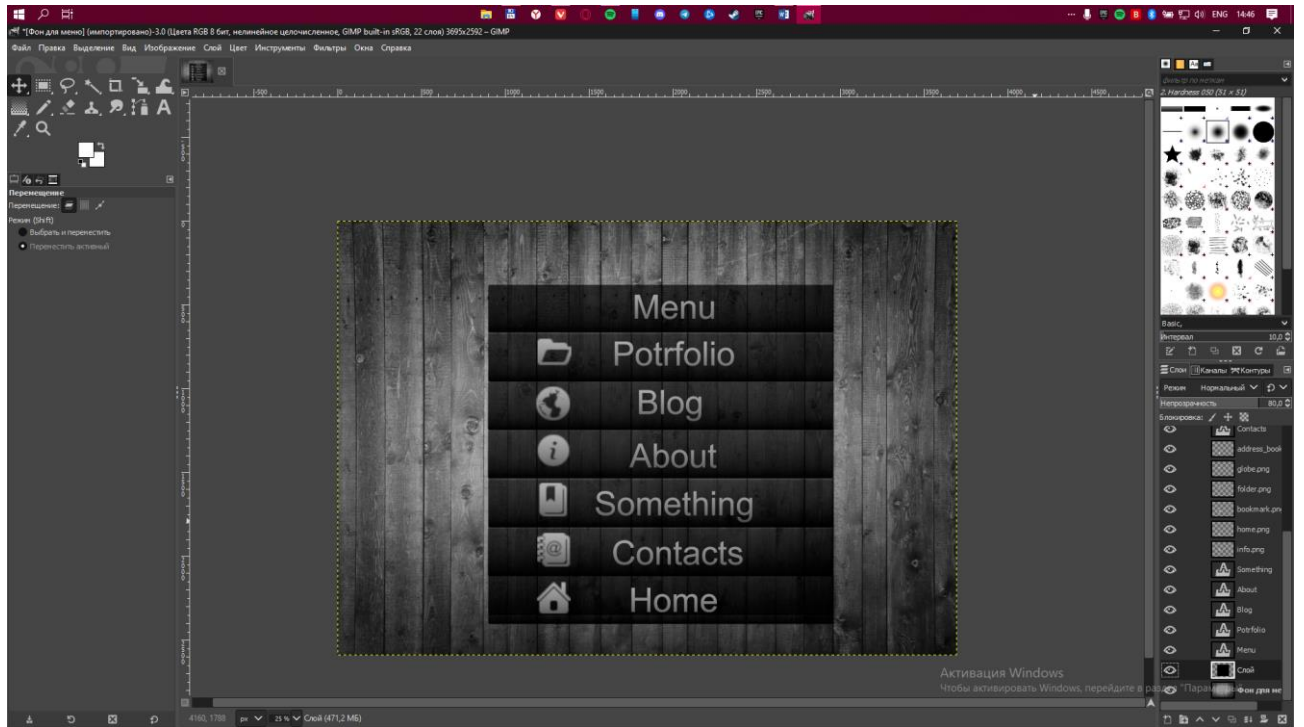 ENG 14:46
*[Фон для меню] (импортировано)-3.0 (Цвета RGB 8 бит, нелинейное целочисленное, GIMP built-in sRGB, 22 слоя) 3695x2592 – GIMP
Файл Правка Выделение Вид Изображение Слой Цвет Инструменты Фильтры Окна Справка
Перемещение
Перемещение:
Режим (Shift)
Выбрать и переместить
Переместить активный
Menu
Potrfolio
Blog
About
Something
Contacts
Home
фильтр по меткам
2. Hardness 050 (51 × 51)
Basic,
Интервал 10,0
Слои Каналы Контуры
Режим Нормальный
Непрозрачность 80,0
Блокировка:
Contacts
address_book
globe.png
folder.png
bookmark.pn
home.png
info.png
Something
About
Blog
Potrfolio
Menu
Слой
Фон для ме
Активация Windows
Чтобы активировать Windows, перейдите в раздел "Парам
4160, 1788 px 25 % Слой (471,2 МБ)